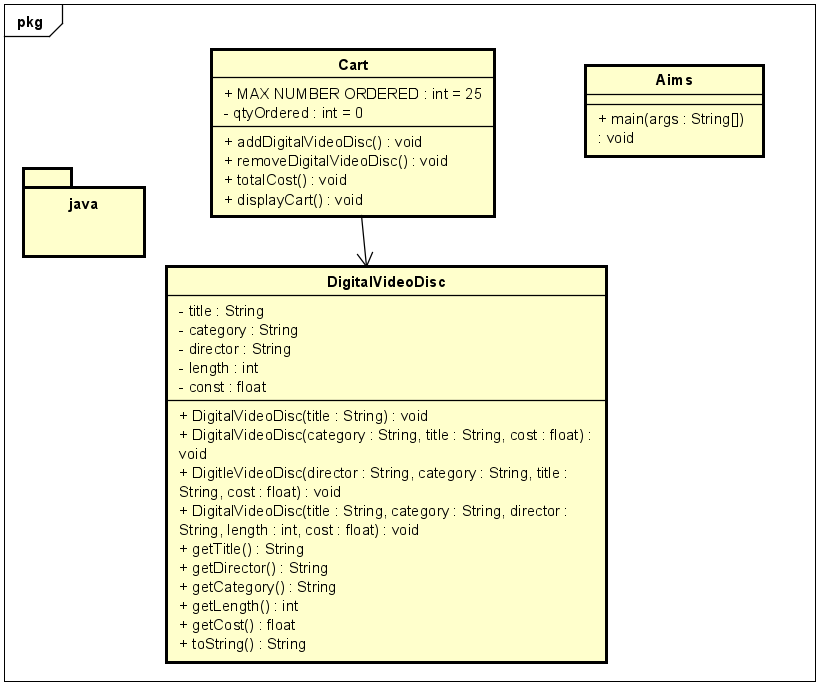 pkg
Cart
+ MAX NUMBER ORDERED : int = 25
- qtyOrdered : int = 0
+ addDigitalVideoDisc() : void
+ removeDigitalVideoDisc() : void
+ totalCost() : void
+ displayCart() : void
Aims
+ main(args : String[])
: void
java
DigitalVideoDisc
- title : String
- category : String
- director : String
- length : int
- const : float
+ DigitalVideoDisc(title : String) : void
+ DigitalVideoDisc(category : String, title : String, cost : float) :
void
+ DigitleVideoDisc(director : String, category : String, title :
String, cost : float) : void
+ DigitalVideoDisc(title : String, category : String, director :
String, length : int, cost : float) : void
+ getTitle() : String
+ getDirector() : String
+ getCategory() : String
+ getLength() : int
+ getCost() : float
+ toString() : String